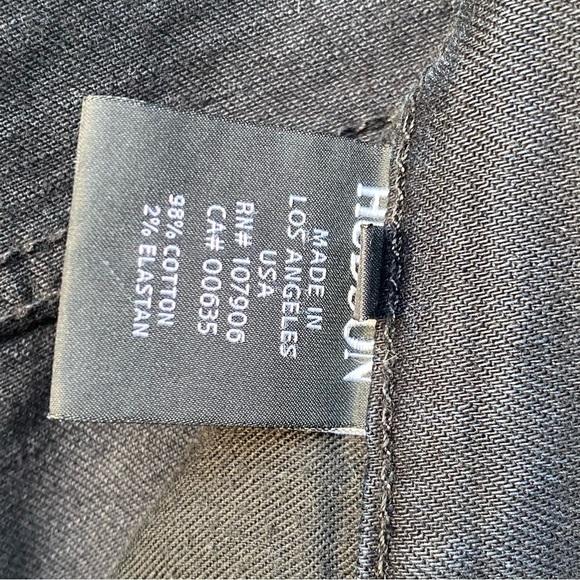 HUDSON
MADE IN
LOS ANGELES
USA
RN# 107906
CA# 00635
98% COTTON
2% ELASTAN